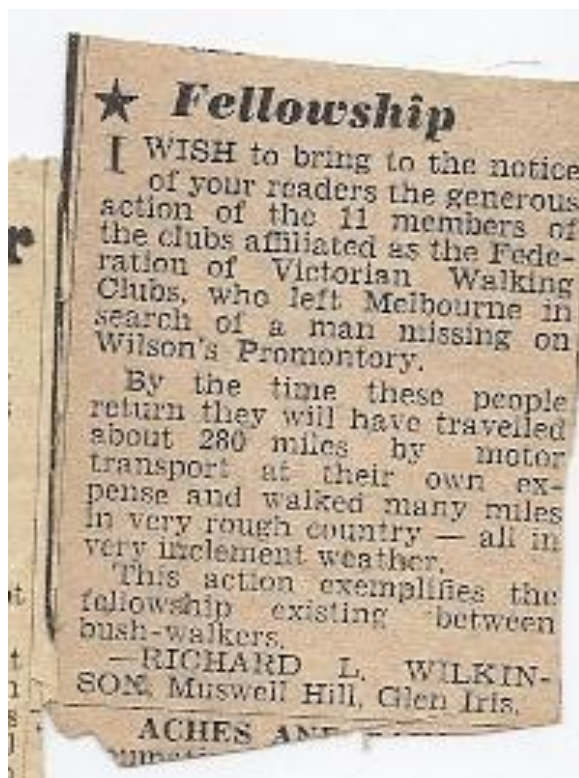 ★ Fellowship
I WISH to bring to the notice
of your readers the generous
action of the 11 members of
the clubs affiliated as the Fede-
ration of Victorian Walking
Clubs, who left Melbourne in
search of a man missing on
Wilson's Promontory.
By the time these people
return they will have travelled
about 280 miles by motor
transport at their own ex-
pense and walked many miles
in very rough country — all in
very inclement weather.
This action exemplifies the
fellowship existing between
bush-walkers.
—RICHARD L. WILKIN-
SON, Muswell Hill, Glen Iris.
ACHES AND